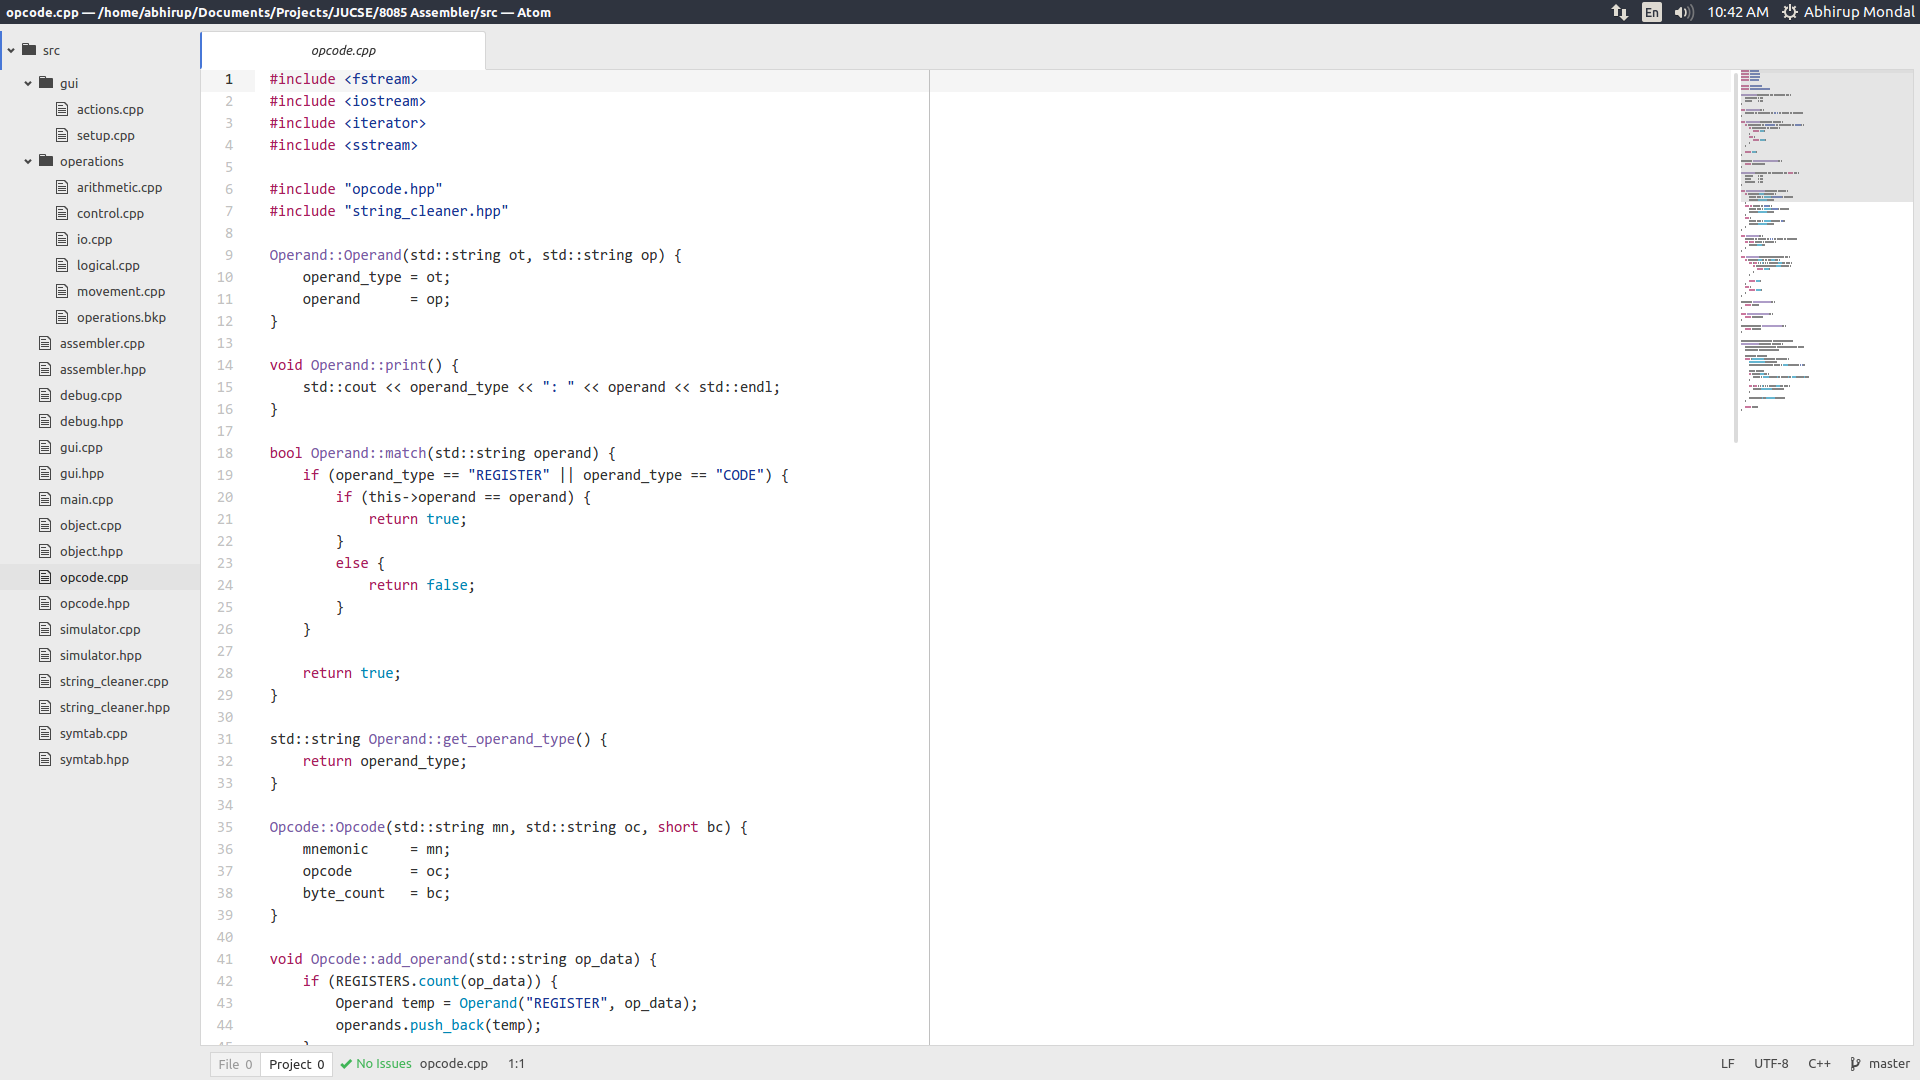 opcode.cpp — /home/abhirup/Documents/Projects/JUCSE/8085 Assembler/src — Atom
En 10:42 AM Abhirup Mondal
src
gui
actions.cpp
setup.cpp
operations
arithmetic.cpp
control.cpp
io.cpp
logical.cpp
movement.cpp
operations.bkp
assembler.cpp
assembler.hpp
debug.cpp
debug.hpp
gui.cpp
gui.hpp
main.cpp
object.cpp
object.hpp
opcode.cpp
opcode.hpp
simulator.cpp
simulator.hpp
string_cleaner.cpp
string_cleaner.hpp
symtab.cpp
symtab.hpp
opcode.cpp
1 #include <fstream>
2 #include <iostream>
3 #include <iterator>
4 #include <sstream>
5
6 #include "opcode.hpp"
7 #include "string_cleaner.hpp"
8
9 Operand::Operand(std::string ot, std::string op) {
10     operand_type = ot;
11     operand      = op;
12 }
13
14 void Operand::print() {
15     std::cout << operand_type << ": " << operand << std::endl;
16 }
17
18 bool Operand::match(std::string operand) {
19     if (operand_type == "REGISTER" || operand_type == "CODE") {
20         if (this->operand == operand) {
21             return true;
22         }
23         else {
24             return false;
25         }
26     }
27
28     return true;
29 }
30
31 std::string Operand::get_operand_type() {
32     return operand_type;
33 }
34
35 Opcode::Opcode(std::string mn, std::string oc, short bc) {
36     mnemonic     = mn;
37     opcode       = oc;
38     byte_count   = bc;
39 }
40
41 void Opcode::add_operand(std::string op_data) {
42     if (REGISTERS.count(op_data)) {
43         Operand temp = Operand("REGISTER", op_data);
44         operands.push_back(temp);
File 0 Project 0 No Issues opcode.cpp 1:1 LF UTF-8 C++ master